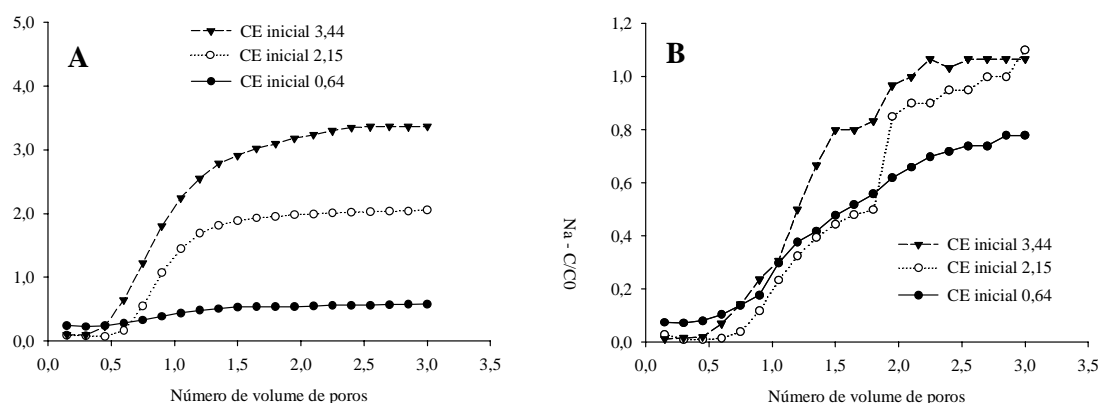 A
CE inicial 3,44
CE inicial 2,15
CE inicial 0,64
5,0
4,0
3,0
2,0
1,0
0,0
0,0 0,5 1,0 1,5 2,0 2,5 3,0 3,5
Número de volume de poros
B
1,2
1,0
0,8
0,6
0,4
0,2
0,0
Na - C/C0
CE inicial 3,44
CE inicial 2,15
CE inicial 0,64
0,0 0,5 1,0 1,5 2,0 2,5 3,0 3,5
Número de volume de poros